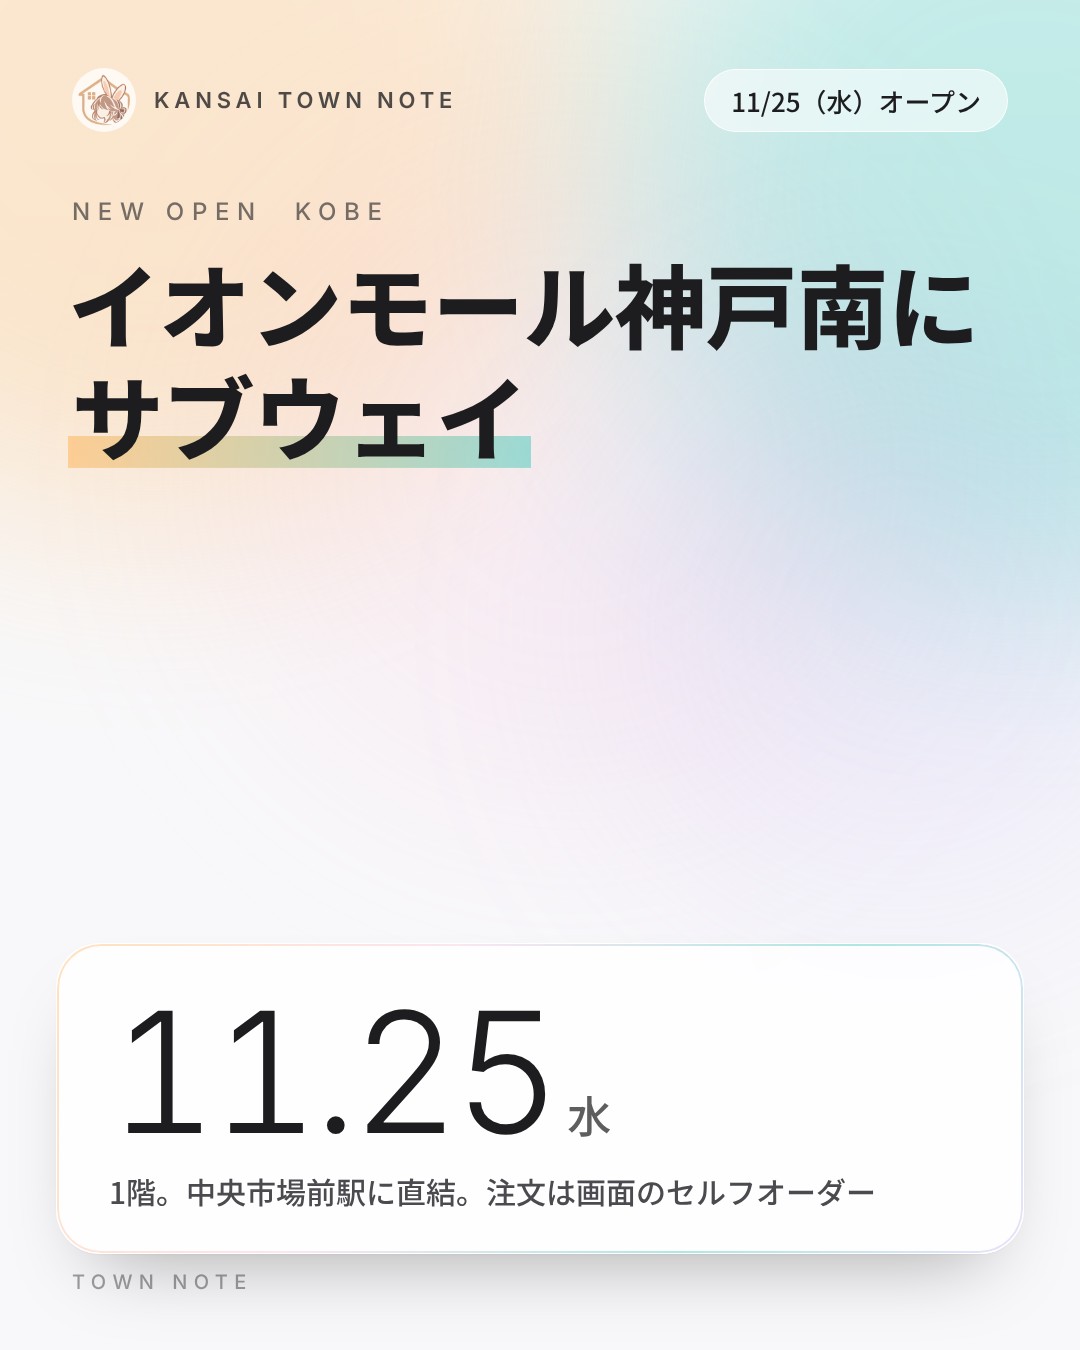 KANSAI TOWN NOTE
11/25（水）オープン
NEW OPEN KOBE
イオンモール神戸南に
サブウェイ
11.25 水
1階。中央市場前駅に直結。注文は画面のセルフオーダー
TOWN NOTE